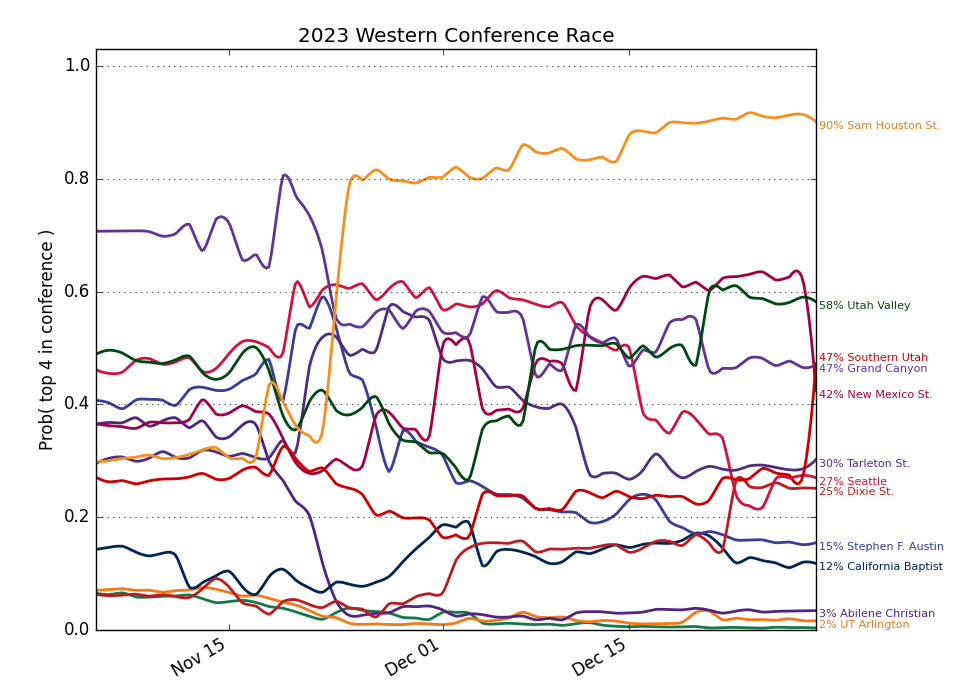 2023 Western Conference Race
Prob( top 4 in conference )
1.0
0.8
0.6
0.4
0.2
0.0
Nov 15
Dec 01
Dec 15
90% Sam Houston St.
58% Utah Valley
47% Southern Utah
47% Grand Canyon
42% New Mexico St.
30% Tarleton St.
27% Seattle
25% Dixie St.
15% Stephen F. Austin
12% California Baptist
3% Abilene Christian
2% UT Arlington